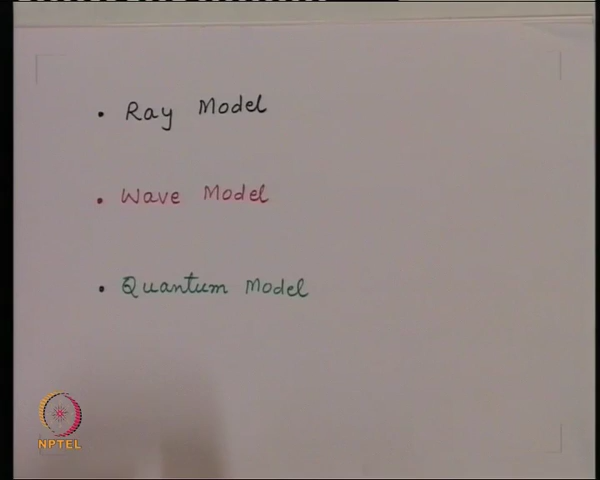 • Ray Model
• Wave Model
• Quantum Model
NPTEL